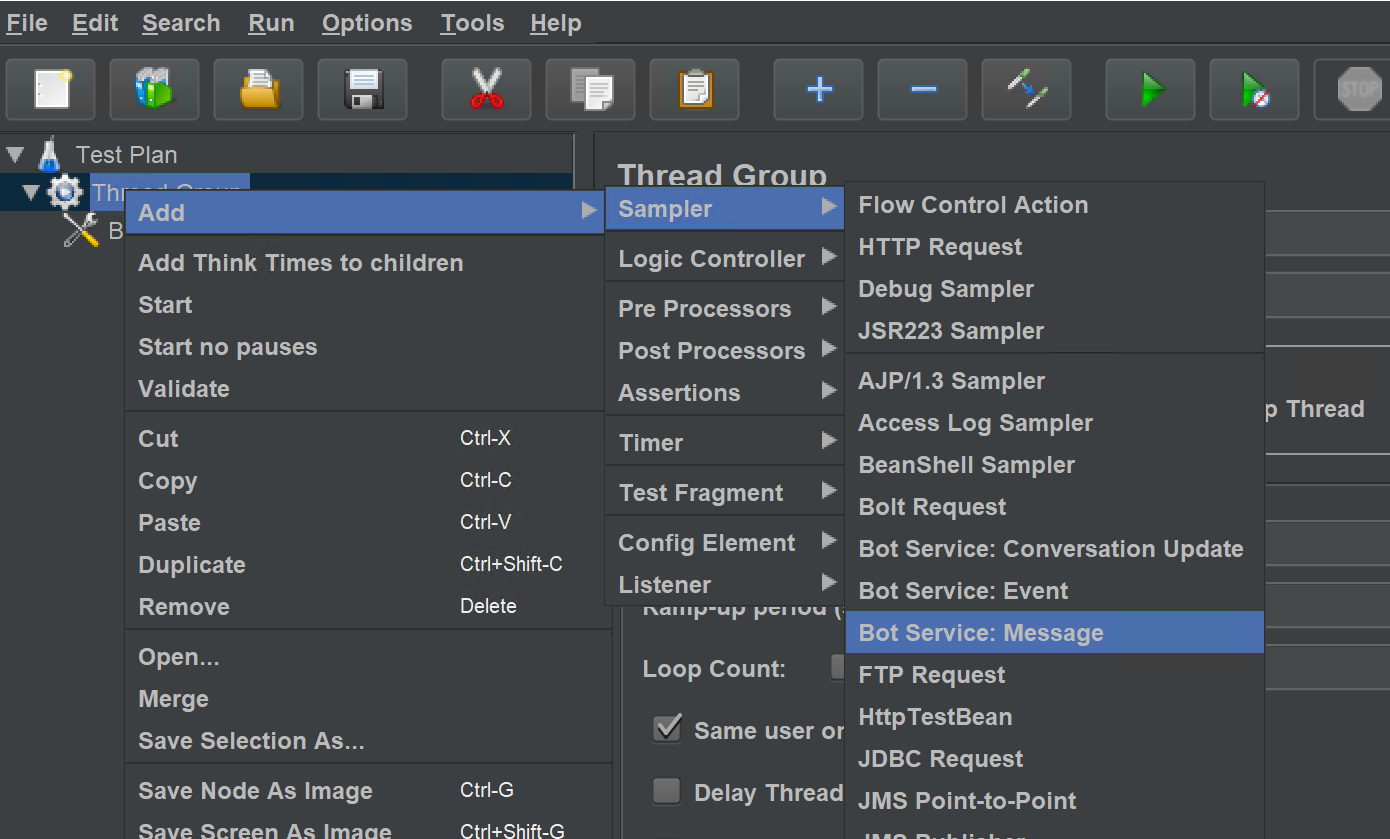 File Edit Search Run Options Tools Help
STOP
Test Plan
Thread Group
B
Thread Group
Add
Add Think Times to children
Start
Start no pauses
Validate
Cut Ctrl-X
Copy Ctrl-C
Paste Ctrl-V
Duplicate Ctrl+Shift-C
Remove Delete
Open...
Merge
Save Selection As...
Save Node As Image Ctrl-G
Save Screen As Image Ctrl+Shift-G
Sampler
Logic Controller
Pre Processors
Post Processors
Assertions
Timer
Test Fragment
Config Element
Listener
Flow Control Action
HTTP Request
Debug Sampler
JSR223 Sampler
AJP/1.3 Sampler
Access Log Sampler
BeanShell Sampler
Bolt Request
Bot Service: Conversation Update
Bot Service: Event
Bot Service: Message
FTP Request
HttpTestBean
JDBC Request
JMS Point-to-Point
JMS Publisher
p Thread
Ramp-up period (s
Loop Count:
Same user or
Delay Thread